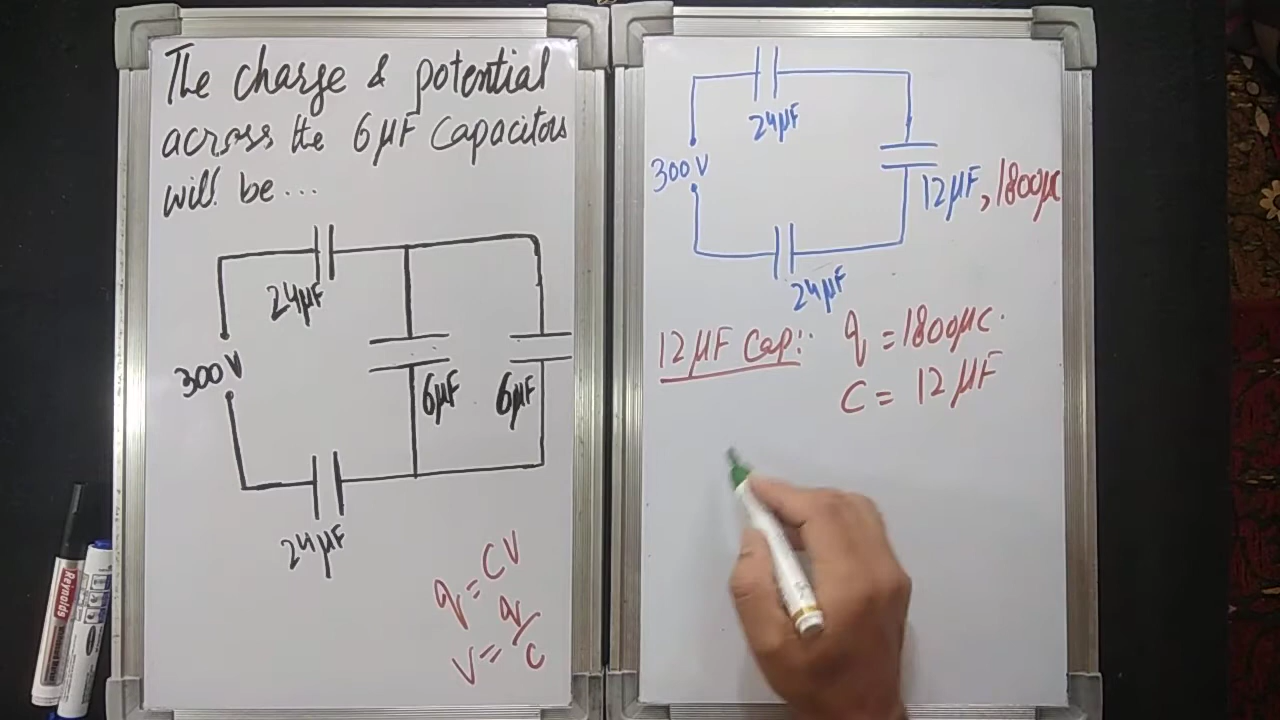 The charge & potential
across the 6μF capacitors
will be...
24μF
300V
6μF
6μF
24μF
q = CV
V = q/C
24μF
300V
12μF, 1800μC
24μF
12μF Cap:- q = 1800μC.
C = 12μF
Reynolds